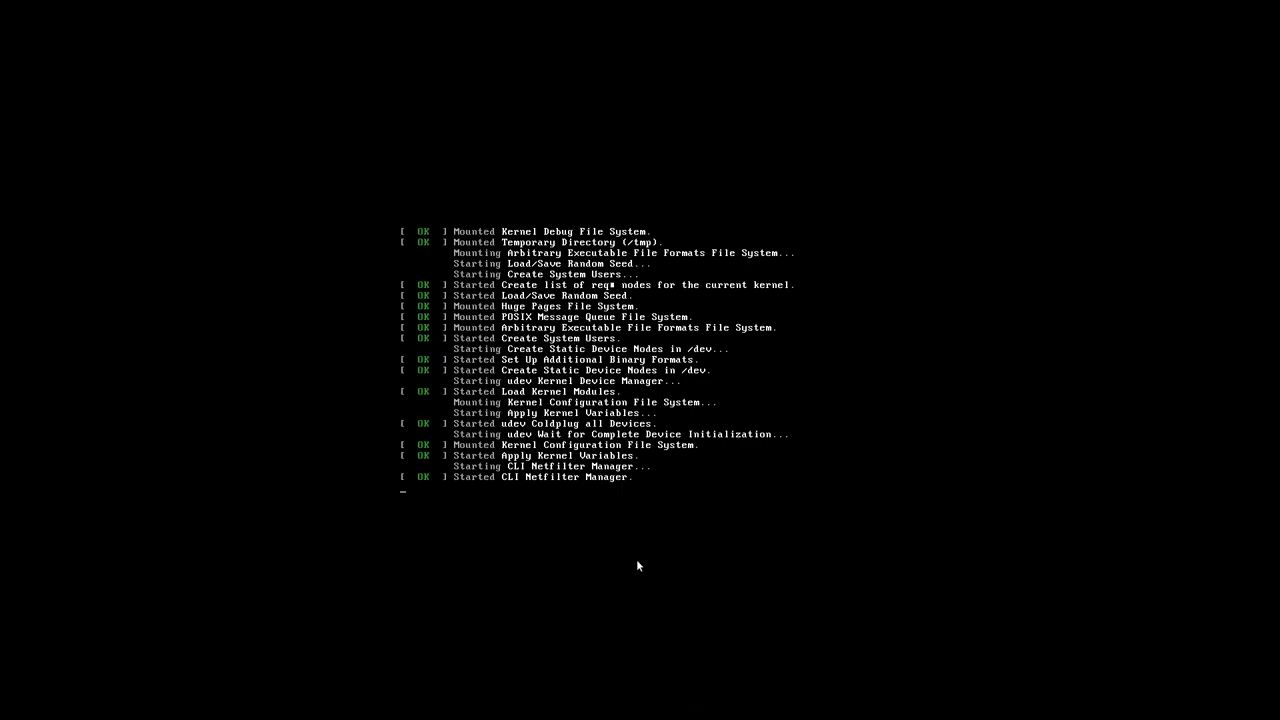 [  OK  ] Mounted Kernel Debug File System.
[  OK  ] Mounted Temporary Directory (/tmp).
Mounting Arbitrary Executable File Formats File System...
Starting Load/Save Random Seed...
Starting Create System Users...
[  OK  ] Started Create list of req■ nodes for the current kernel.
[  OK  ] Started Load/Save Random Seed.
[  OK  ] Mounted Huge Pages File System.
[  OK  ] Mounted POSIX Message Queue File System.
[  OK  ] Mounted Arbitrary Executable File Formats File System.
[  OK  ] Started Create System Users.
Starting Create Static Device Nodes in /dev...
[  OK  ] Started Set Up Additional Binary Formats.
[  OK  ] Started Create Static Device Nodes in /dev.
Starting udev Kernel Device Manager...
[  OK  ] Started Load Kernel Modules.
Mounting Kernel Configuration File System...
Starting Apply Kernel Variables...
[  OK  ] Started udev Coldplug all Devices.
Starting udev Wait for Complete Device Initialization...
[  OK  ] Mounted Kernel Configuration File System.
[  OK  ] Started Apply Kernel Variables.
Starting CLI Netfilter Manager...
[  OK  ] Started CLI Netfilter Manager.